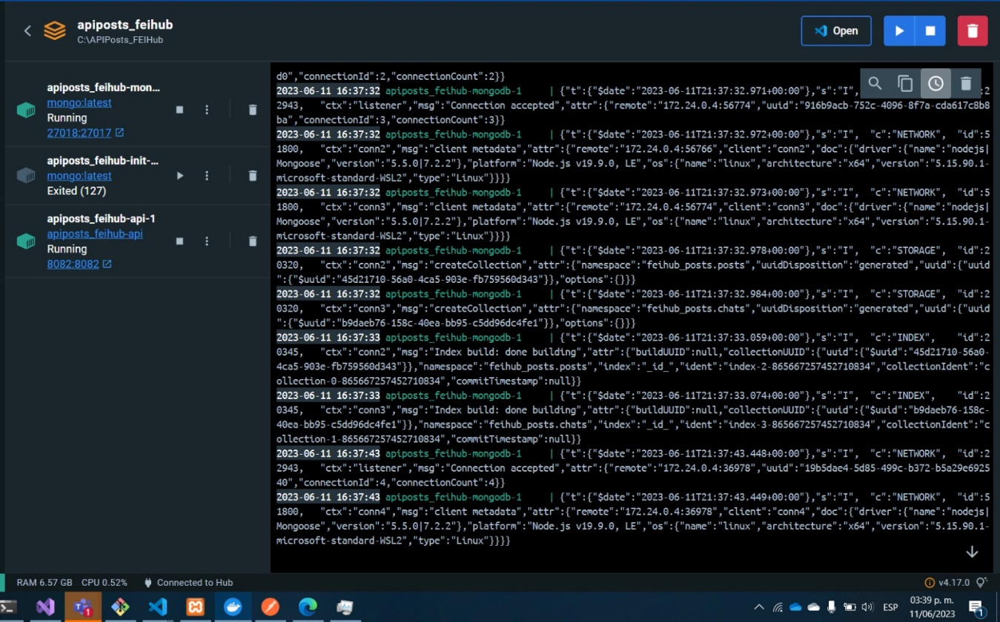 apiposts_feihub
C:\APIPosts_FEIHub
Open
apiposts_feihub-mon...
mongo:latest
Running
27018:27017
apiposts_feihub-init-...
mongo:latest
Exited (127)
apiposts_feihub-api-1
apiposts_feihub-api
Running
8082:8082
d0","connectionId":2,"connectionCount":2}}
2023-06-11 16:37:32 apiposts_feihub-mongodb-1 | {"t":{"$date":"2023-06-11T21:37:32.971+00:00"},"s":"I", :2
2943, "ctx":"listener","msg":"Connection accepted","attr":{"remote":"172.24.0.4:56774","uuid":"916b9acb-752c-4096-8f7a-cda617c8b8
ba","connectionId":3,"connectionCount":3}}
2023-06-11 16:37:32 apiposts_feihub-mongodb-1 | {"t":{"$date":"2023-06-11T21:37:32.972+00:00"},"s":"I", "c":"NETWORK", "id":5
1800, "ctx":"conn2","msg":"client metadata","attr":{"remote":"172.24.0.4:56766","client":"conn2","doc":{"driver":{"name":"nodejs|
Mongoose","version":"5.5.0|7.2.2"},"platform":"Node.js v19.9.0, LE","os":{"name":"linux","architecture":"x64","version":"5.15.90.1-
microsoft-standard-WSL2","type":"Linux"}}}}
2023-06-11 16:37:32 apiposts_feihub-mongodb-1 | {"t":{"$date":"2023-06-11T21:37:32.973+00:00"},"s":"I", "c":"NETWORK", "id":5
1800, "ctx":"conn3","msg":"client metadata","attr":{"remote":"172.24.0.4:56774","client":"conn3","doc":{"driver":{"name":"nodejs|
Mongoose","version":"5.5.0|7.2.2"},"platform":"Node.js v19.9.0, LE","os":{"name":"linux","architecture":"x64","version":"5.15.90.1-
microsoft-standard-WSL2","type":"Linux"}}}}
2023-06-11 16:37:32 apiposts_feihub-mongodb-1 | {"t":{"$date":"2023-06-11T21:37:32.978+00:00"},"s":"I", "c":"STORAGE", "id":2
0320, "ctx":"conn2","msg":"createCollection","attr":{"namespace":"feihub_posts.posts","uuidDisposition":"generated","uuid":{"uuid
":{"$uuid":"45d21710-56a0-4ca5-903e-fb759560d343"}},"options":{}}}
2023-06-11 16:37:32 apiposts_feihub-mongodb-1 | {"t":{"$date":"2023-06-11T21:37:32.984+00:00"},"s":"I", "c":"STORAGE", "id":2
0320, "ctx":"conn3","msg":"createCollection","attr":{"namespace":"feihub_posts.chats","uuidDisposition":"generated","uuid":{"uuid
":{"$uuid":"b9daeb76-158c-40ea-bb95-c5dd96dc4fe1"}},"options":{}}}
2023-06-11 16:37:33 apiposts_feihub-mongodb-1 | {"t":{"$date":"2023-06-11T21:37:33.059+00:00"},"s":"I", "c":"INDEX", "id":2
0345, "ctx":"conn2","msg":"Index build: done building","attr":{"buildUUID":null,"collectionUUID":{"uuid":{"$uuid":"45d21710-56a0-
4ca5-903e-fb759560d343"}},"namespace":"feihub_posts.posts","index":"_id_","ident":"index-2-865667257452710834","collectionIdent":"c
ollection-0-865667257452710834","commitTimestamp":null}}
2023-06-11 16:37:33 apiposts_feihub-mongodb-1 | {"t":{"$date":"2023-06-11T21:37:33.074+00:00"},"s":"I", "c":"INDEX", "id":2
0345, "ctx":"conn3","msg":"Index build: done building","attr":{"buildUUID":null,"collectionUUID":{"uuid":{"$uuid":"b9daeb76-158c-
40ea-bb95-c5dd96dc4fe1"}},"namespace":"feihub_posts.chats","index":"_id_","ident":"index-3-865667257452710834","collectionIdent":"c
ollection-1-865667257452710834","commitTimestamp":null}}
2023-06-11 16:37:43 apiposts_feihub-mongodb-1 | {"t":{"$date":"2023-06-11T21:37:43.448+00:00"},"s":"I", "c":"NETWORK", "id":2
2943, "ctx":"listener","msg":"Connection accepted","attr":{"remote":"172.24.0.4:36978","uuid":"19b5dae4-5d85-499c-b372-b5a29e6925
40","connectionId":4,"connectionCount":4}}
2023-06-11 16:37:43 apiposts_feihub-mongodb-1 | {"t":{"$date":"2023-06-11T21:37:43.449+00:00"},"s":"I", "c":"NETWORK", "id":5
1800, "ctx":"conn4","msg":"client metadata","attr":{"remote":"172.24.0.4:36978","client":"conn4","doc":{"driver":{"name":"nodejs|
Mongoose","version":"5.5.0|7.2.2"},"platform":"Node.js v19.9.0, LE","os":{"name":"linux","architecture":"x64","version":"5.15.90.1-
microsoft-standard-WSL2","type":"Linux"}}}}
RAM 6.57 GB CPU 0.52% Connected to Hub
v4.17.0
1
ESP
03:39 p. m.
11/06/2023
1